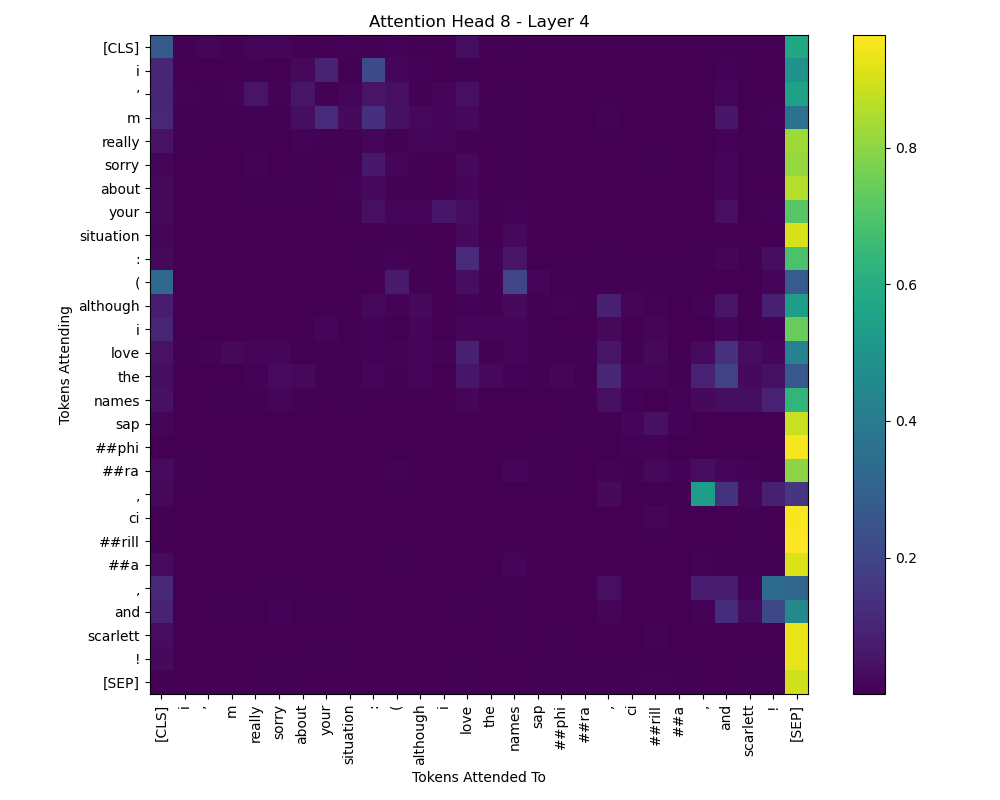 Attention Head 8 - Layer 4
Tokens Attending
[CLS]
i
’
m
really
sorry
about
your
situation
:
(
although
i
love
the
names
sap
##phi
##ra
,
ci
##rill
##a
,
and
scarlett
!
[SEP]
[CLS]
i
’
m
really
sorry
about
your
situation
:
(
although
i
love
the
names
sap
##phi
##ra
,
ci
##rill
##a
,
and
scarlett
!
[SEP]
Tokens Attended To
0.8
0.6
0.4
0.2